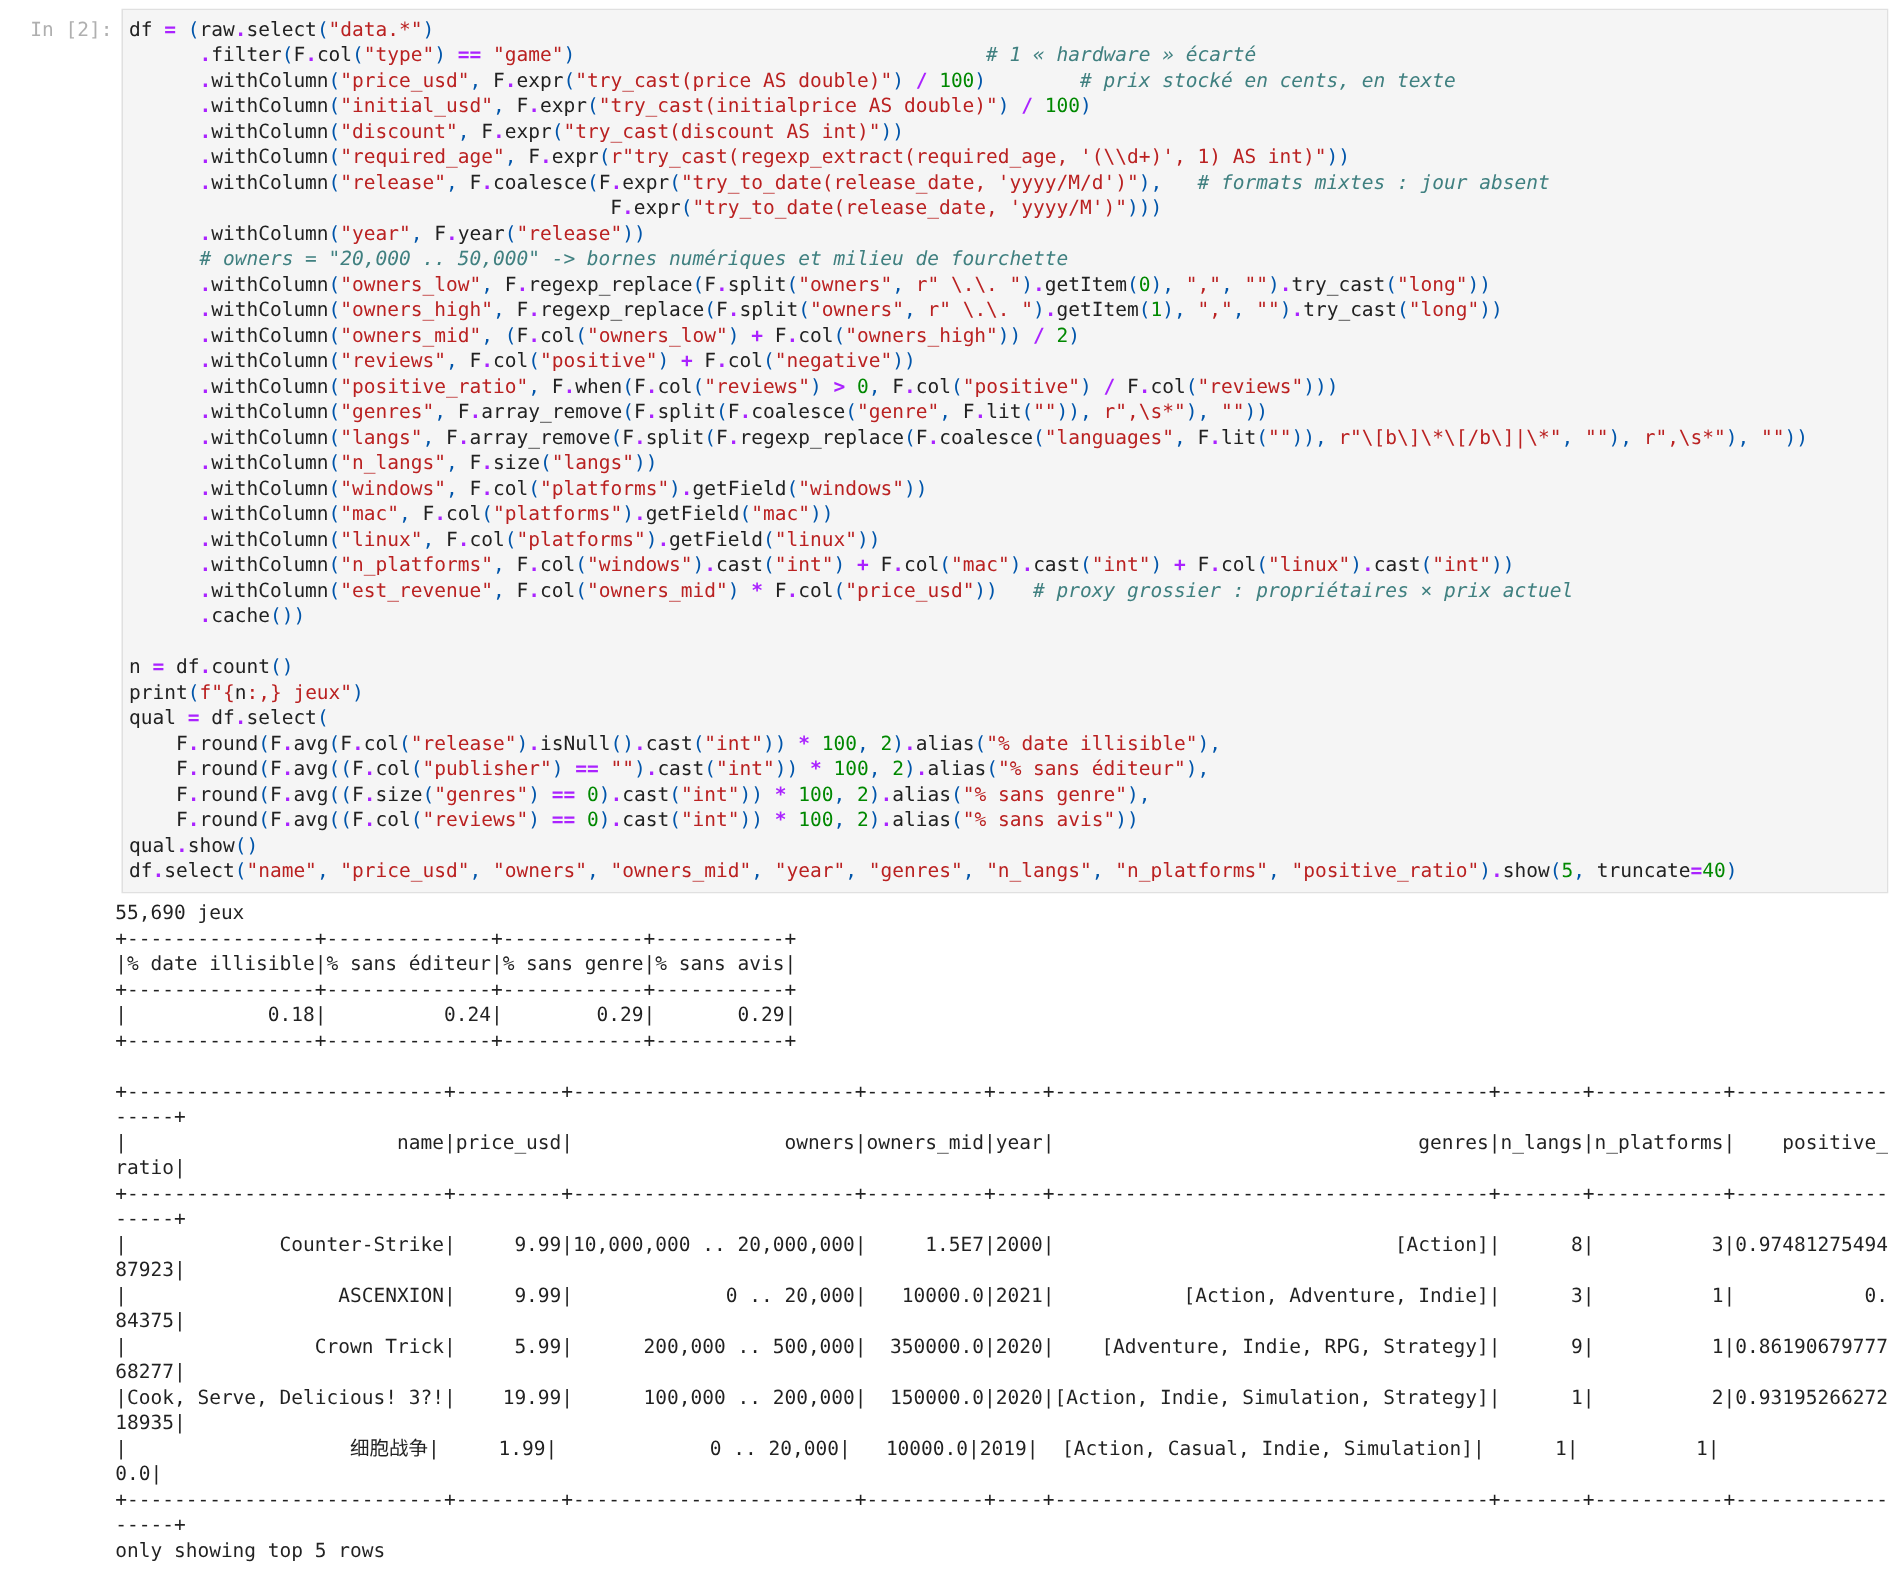 In [2]: df = (raw.select("data.*")
      .filter(F.col("type") == "game")                                   # 1 « hardware » écarté
      .withColumn("price_usd", F.expr("try_cast(price AS double)") / 100)        # prix stocké en cents, en texte
      .withColumn("initial_usd", F.expr("try_cast(initialprice AS double)") / 100)
      .withColumn("discount", F.expr("try_cast(discount AS int)"))
      .withColumn("required_age", F.expr(r"try_cast(regexp_extract(required_age, '(\\d+)', 1) AS int)"))
      .withColumn("release", F.coalesce(F.expr("try_to_date(release_date, 'yyyy/M/d')"),   # formats mixtes : jour absent
                                         F.expr("try_to_date(release_date, 'yyyy/M')")))
      .withColumn("year", F.year("release"))
      # owners = "20,000 .. 50,000" -> bornes numériques et milieu de fourchette
      .withColumn("owners_low", F.regexp_replace(F.split("owners", r" \.\. ").getItem(0), ",", "").try_cast("long"))
      .withColumn("owners_high", F.regexp_replace(F.split("owners", r" \.\. ").getItem(1), ",", "").try_cast("long"))
      .withColumn("owners_mid", (F.col("owners_low") + F.col("owners_high")) / 2)
      .withColumn("reviews", F.col("positive") + F.col("negative"))
      .withColumn("positive_ratio", F.when(F.col("reviews") > 0, F.col("positive") / F.col("reviews")))
      .withColumn("genres", F.array_remove(F.split(F.coalesce("genre", F.lit("")), r",\s*"), ""))
      .withColumn("langs", F.array_remove(F.split(F.regexp_replace(F.coalesce("languages", F.lit("")), r"\[b\]\*\[/b\]|\*", ""), r",\s*"), ""))
      .withColumn("n_langs", F.size("langs"))
      .withColumn("windows", F.col("platforms").getField("windows"))
      .withColumn("mac", F.col("platforms").getField("mac"))
      .withColumn("linux", F.col("platforms").getField("linux"))
      .withColumn("n_platforms", F.col("windows").cast("int") + F.col("mac").cast("int") + F.col("linux").cast("int"))
      .withColumn("est_revenue", F.col("owners_mid") * F.col("price_usd"))   # proxy grossier : propriétaires × prix actuel
      .cache())

n = df.count()
print(f"{n:,} jeux")
qual = df.select(
    F.round(F.avg(F.col("release").isNull().cast("int")) * 100, 2).alias("% date illisible"),
    F.round(F.avg((F.col("publisher") == "").cast("int")) * 100, 2).alias("% sans éditeur"),
    F.round(F.avg((F.size("genres") == 0).cast("int")) * 100, 2).alias("% sans genre"),
    F.round(F.avg((F.col("reviews") == 0).cast("int")) * 100, 2).alias("% sans avis"))
qual.show()
df.select("name", "price_usd", "owners", "owners_mid", "year", "genres", "n_langs", "n_platforms", "positive_ratio").show(5, truncate=40)
55,690 jeux
+----------------+--------------+------------+-----------+
|% date illisible|% sans éditeur|% sans genre|% sans avis|
+----------------+--------------+------------+-----------+
|            0.18|          0.24|        0.29|       0.29|
+----------------+--------------+------------+-----------+

+---------------------------+---------+------------------------+----------+----+-------------------------------------+-------+-----------+-------------
-----+
|                       name|price_usd|                  owners|owners_mid|year|                               genres|n_langs|n_platforms|    positive_
ratio|
+---------------------------+---------+------------------------+----------+----+-------------------------------------+-------+-----------+-------------
-----+
|             Counter-Strike|     9.99|10,000,000 .. 20,000,000|     1.5E7|2000|                             [Action]|      8|          3|0.97481275494
87923|
|                  ASCENXION|     9.99|             0 .. 20,000|   10000.0|2021|           [Action, Adventure, Indie]|      3|          1|           0.
84375|
|                Crown Trick|     5.99|      200,000 .. 500,000|  350000.0|2020|    [Adventure, Indie, RPG, Strategy]|      9|          1|0.86190679777
68277|
|Cook, Serve, Delicious! 3?!|    19.99|      100,000 .. 200,000|  150000.0|2020|[Action, Indie, Simulation, Strategy]|      1|          2|0.93195266272
18935|
|                   细胞战争|     1.99|             0 .. 20,000|   10000.0|2019|  [Action, Casual, Indie, Simulation]|      1|          1|
0.0|
+---------------------------+---------+------------------------+----------+----+-------------------------------------+-------+-----------+-------------
-----+
only showing top 5 rows